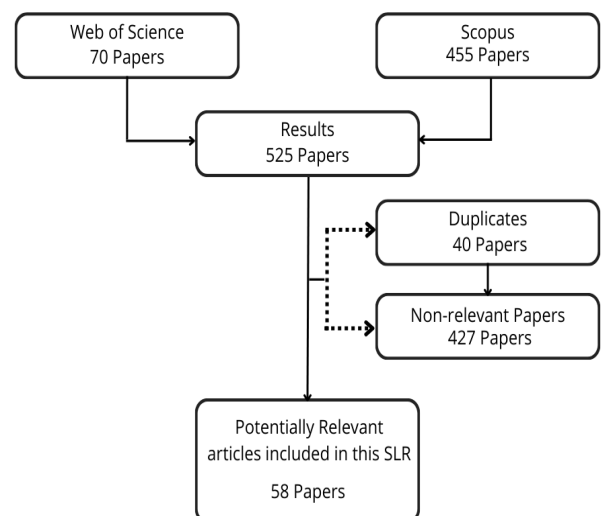 Web of Science
70 Papers
Scopus
455 Papers
Results
525 Papers
Duplicates
40 Papers
Non-relevant Papers
427 Papers
Potentially Relevant
articles included in this SLR
58 Papers